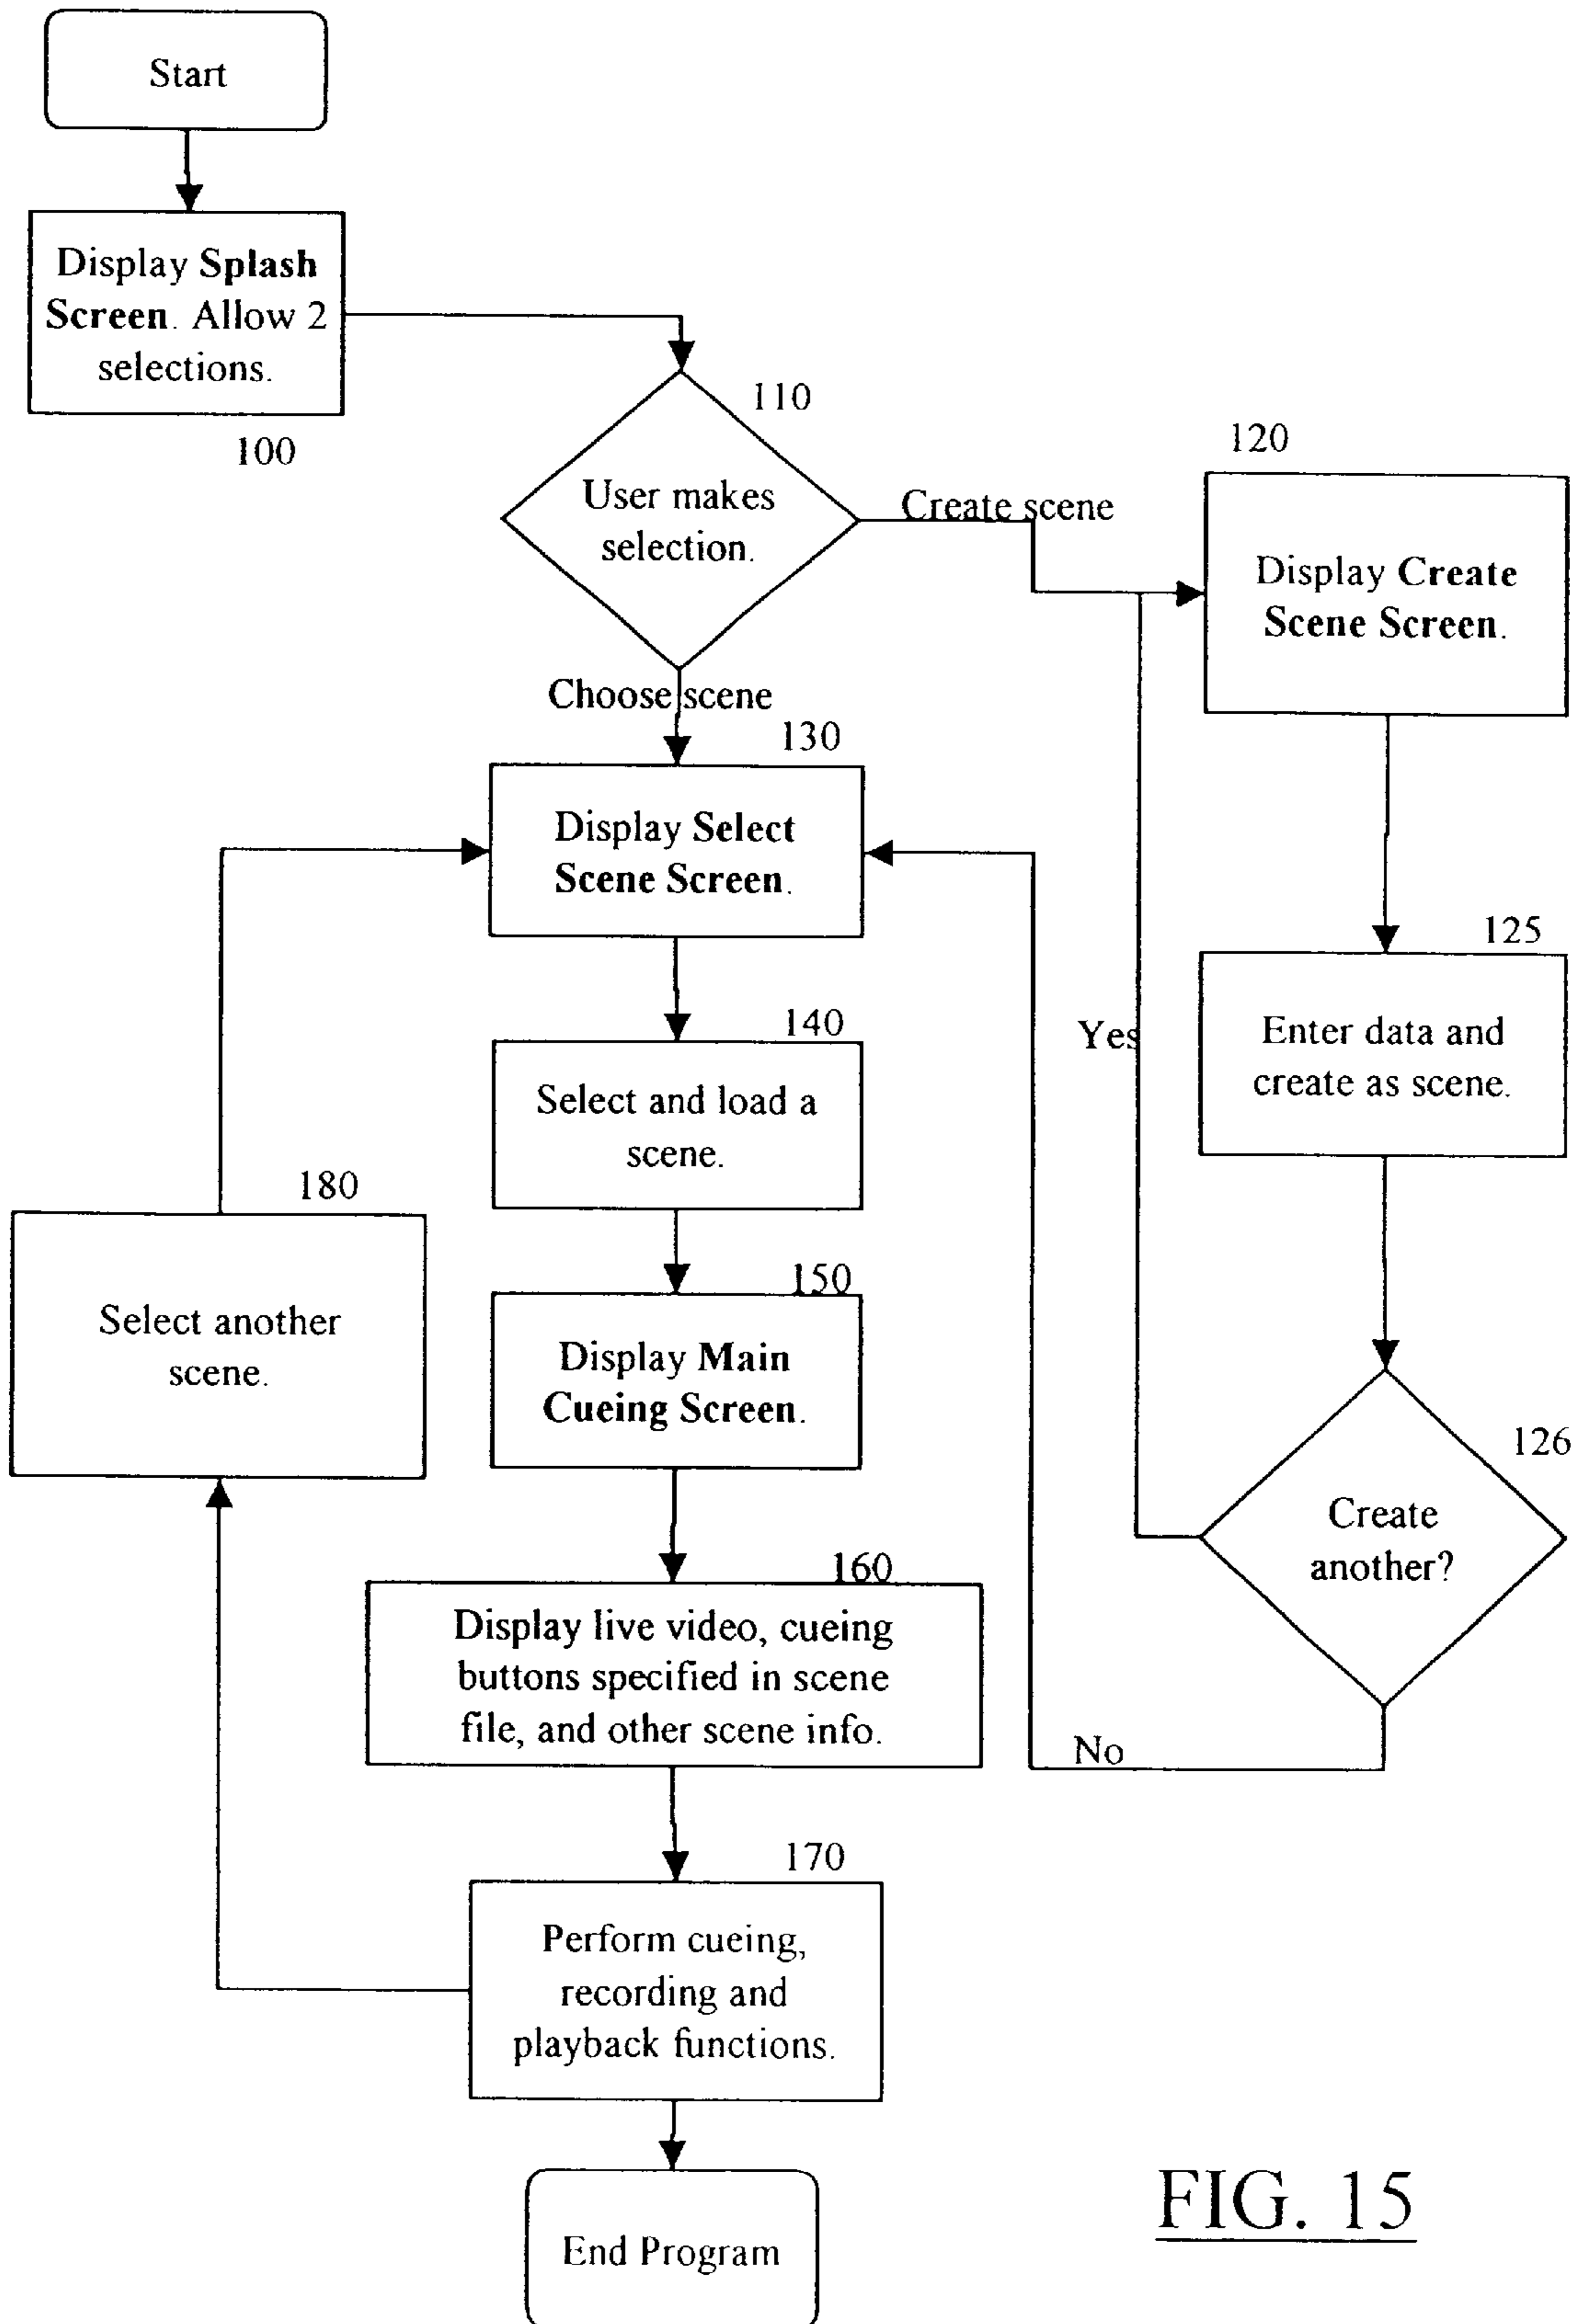 Start
Display Splash
Screen. Allow 2
selections.
100
110
User makes
selection.
Create scene
120
Display Create
Scene Screen.
Choose scene
130
Display Select
Scene Screen.
125
Enter data and
create as scene.
Yes
140
Select and load a
scene.
180
Select another
scene.
150
Display Main
Cueing Screen.
126
Create
another?
No
160
Display live video, cueing
buttons specified in scene
file, and other scene info.
170
Perform cueing,
recording and
playback functions.
End Program
FIG. 15